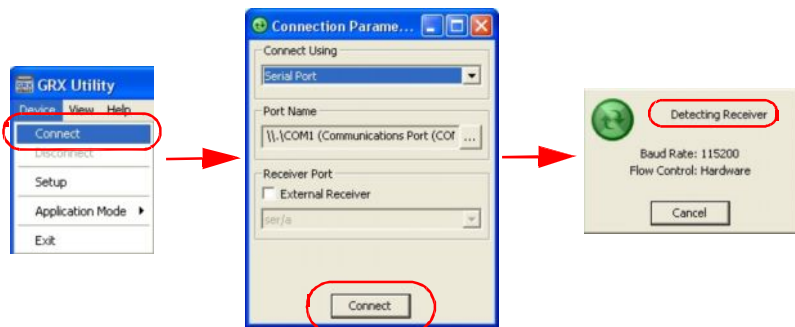 GRX Utility
Device View Help
Connect
Disconnect
Setup
Application Mode
Exit
Connection Parame...
Connect Using
Serial Port
Port Name
\\.\COM1 (Communications Port (COM
...
Receiver Port
External Receiver
ser/a
Connect
Detecting Receiver
Baud Rate: 115200
Flow Control: Hardware
Cancel